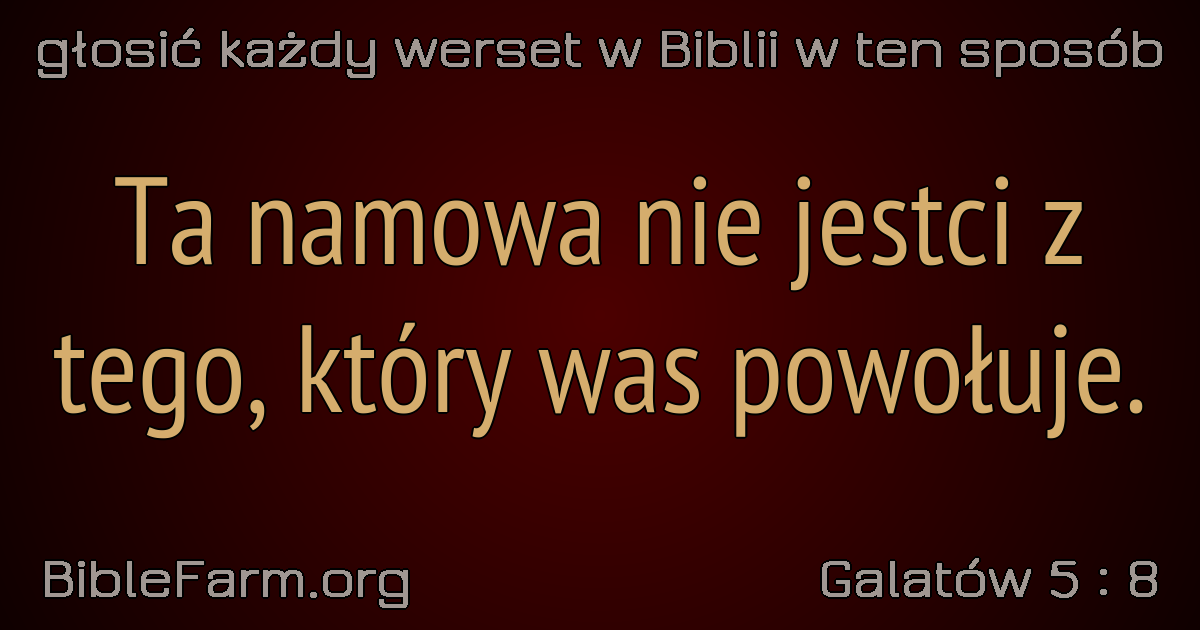 głosić każdy werset w Biblii w ten sposób
Ta namowa nie jestci z
tego, który was powołuje.
BibleFarm.org
Galatów 5 : 8